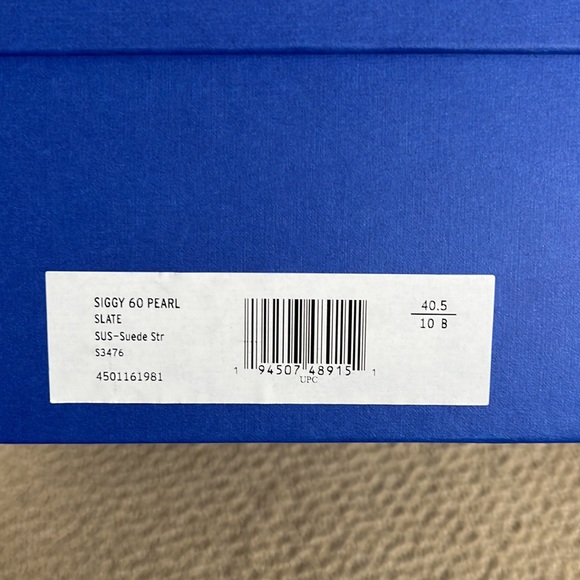 SIGGY 60 PEARL
SLATE
SUS-Suede Str
S3476
4501161981
1 94507 48915 1
UPC
40.5
10 B